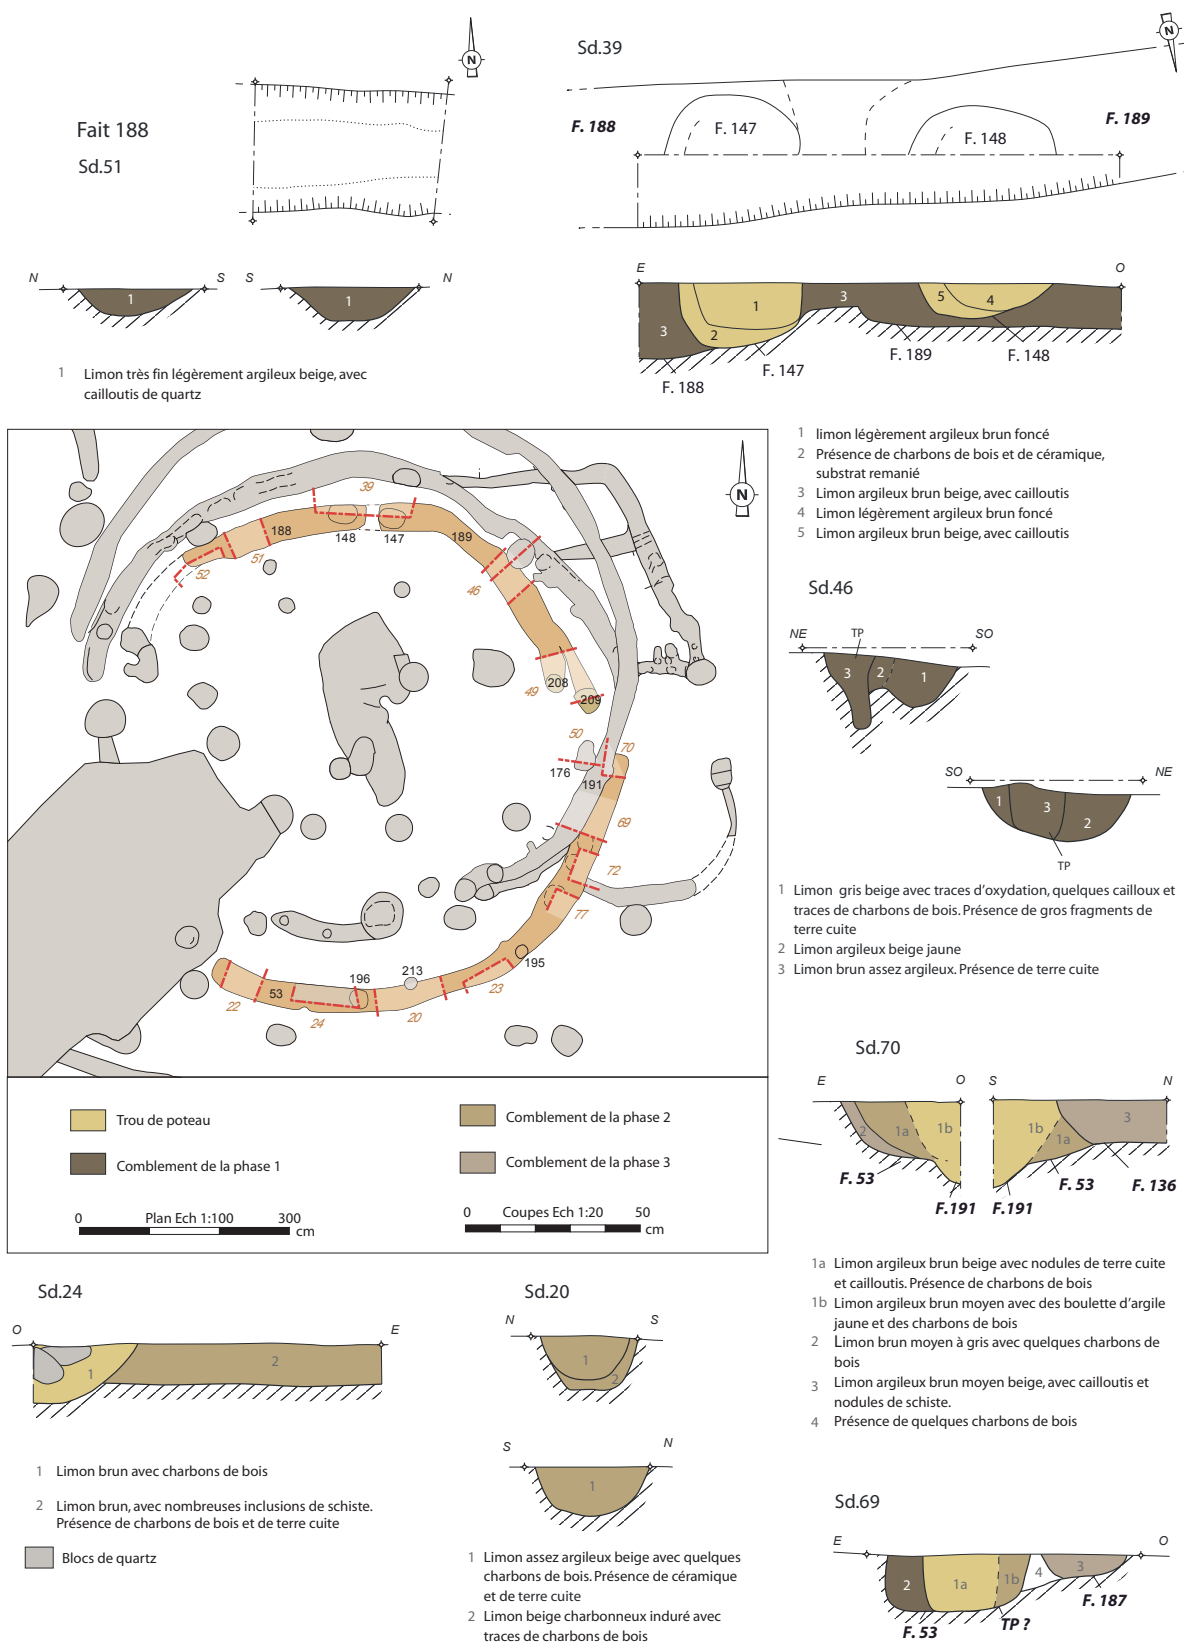 Fait 188
Sd.51
N
N
S
S
N
1
1
1 Limon très fin légèrement argileux beige, avec
cailloutis de quartz
Sd.39
N
F. 188
F. 147
F. 148
F. 189
E
O
3
1
2
3
5
4
F. 188
F. 147
F. 189
F. 148
1 limon légèrement argileux brun foncé
2 Présence de charbons de bois et de céramique,
substrat remanié
3 Limon argileux brun beige, avec cailloutis
4 Limon légèrement argileux brun foncé
5 Limon argileux brun beige, avec cailloutis
N
39
188
148
147
189
51
52
46
208
49
209
50
70
176
191
69
72
77
195
213
196
53
22
24
20
23
Trou de poteau
Comblement de la phase 1
Comblement de la phase 2
Comblement de la phase 3
0 Plan Ech 1:100 300
cm
0 Coupes Ech 1:20 50
cm
Sd.46
NE
TP
SO
3
2
1
SO
NE
1
3
2
TP
1 Limon gris beige avec traces d'oxydation, quelques cailloux et
traces de charbons de bois. Présence de gros fragments de
terre cuite
2 Limon argileux beige jaune
3 Limon brun assez argileux. Présence de terre cuite
Sd.70
E
O
S
N
2
1a
1b
1b
1a
3
F. 53
F.191
F.191
F. 53
F. 136
1a Limon argileux brun beige avec nodules de terre cuite
et cailloutis. Présence de charbons de bois
1b Limon argileux brun moyen avec des boulette d'argile
jaune et des charbons de bois
2 Limon brun moyen à gris avec quelques charbons de
bois
3 Limon argileux brun moyen beige, avec cailloutis et
nodules de schiste.
4 Présence de quelques charbons de bois
Sd.24
O
E
1
2
1 Limon brun avec charbons de bois
2 Limon brun, avec nombreuses inclusions de schiste.
Présence de charbons de bois et de terre cuite
Blocs de quartz
Sd.20
N
S
1
2
S
N
1
1 Limon assez argileux beige avec quelques
charbons de bois. Présence de céramique
et de terre cuite
2 Limon beige charbonneux induré avec
traces de charbons de bois
Sd.69
E
O
2
1a
1b
4
3
F. 53
TP ?
F. 187